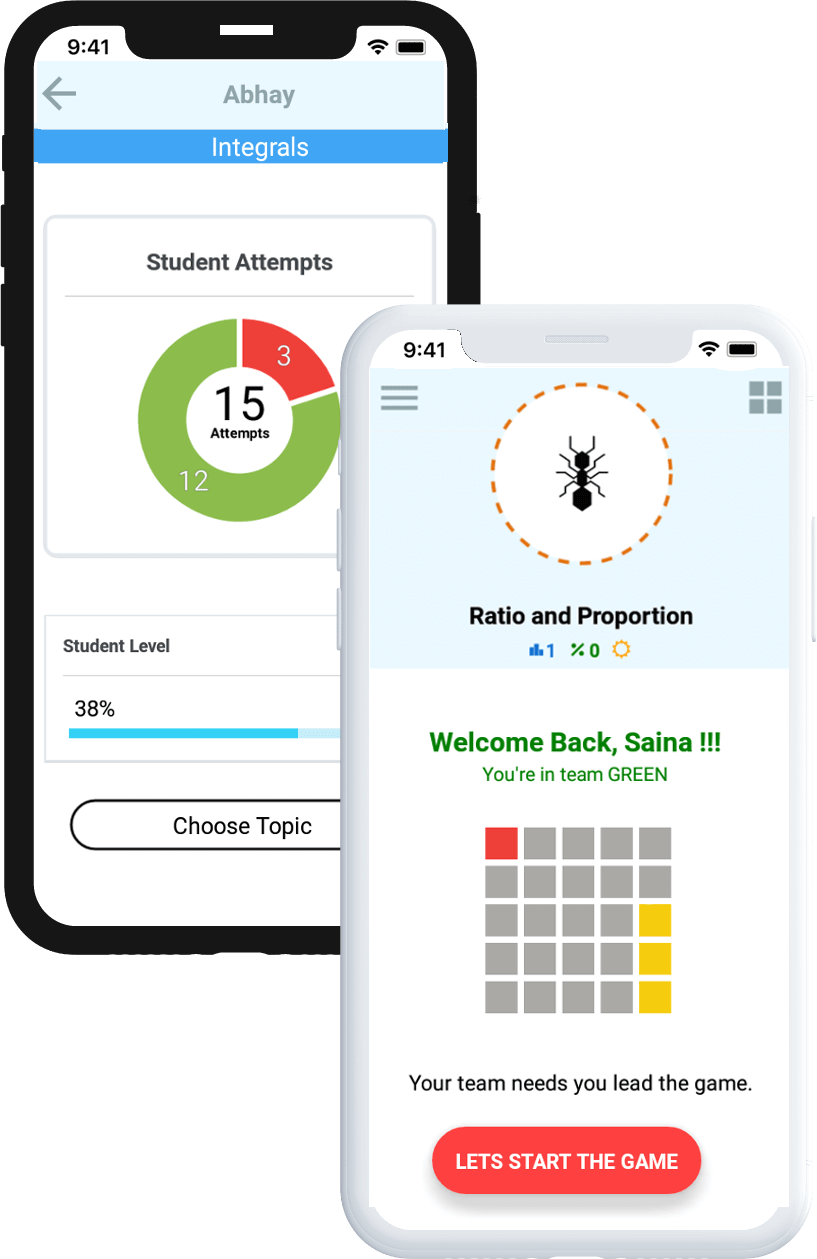 9:41
Abhay
Integrals
Student Attempts
3
15
Attempts
12
Student Level
38%
Choose Topic
9:41
Ratio and Proportion
1 % 0
Welcome Back, Saina !!!
You're in team GREEN
Your team needs you lead the game.
LETS START THE GAME